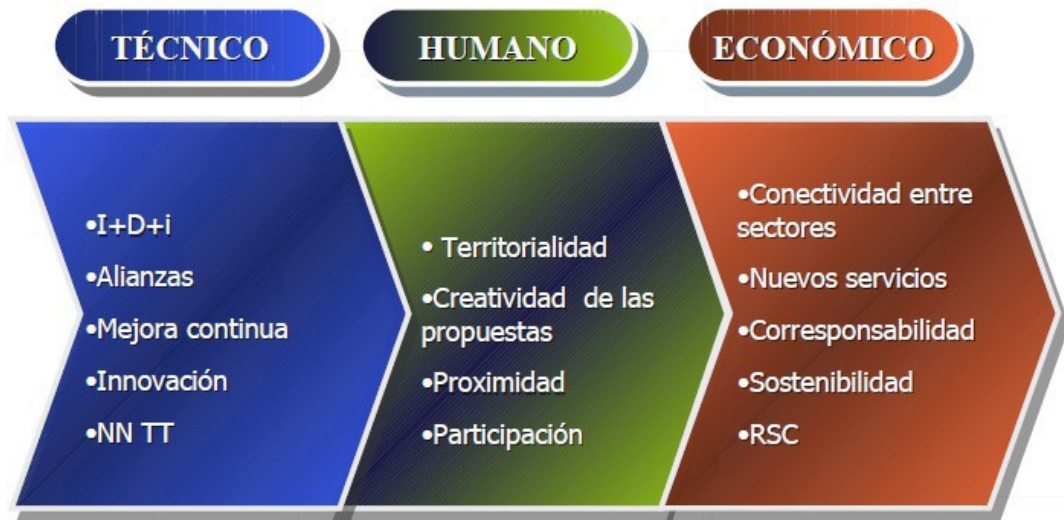 TÉCNICO
HUMANO
ECONÓMICO
•I+D+i
•Alianzas
•Mejora continua
•Innovación
•NN TT
• Territorialidad
•Creatividad de las
propuestas
•Proximidad
•Participación
•Conectividad entre
sectores
•Nuevos servicios
•Corresponsabilidad
•Sostenibilidad
•RSC